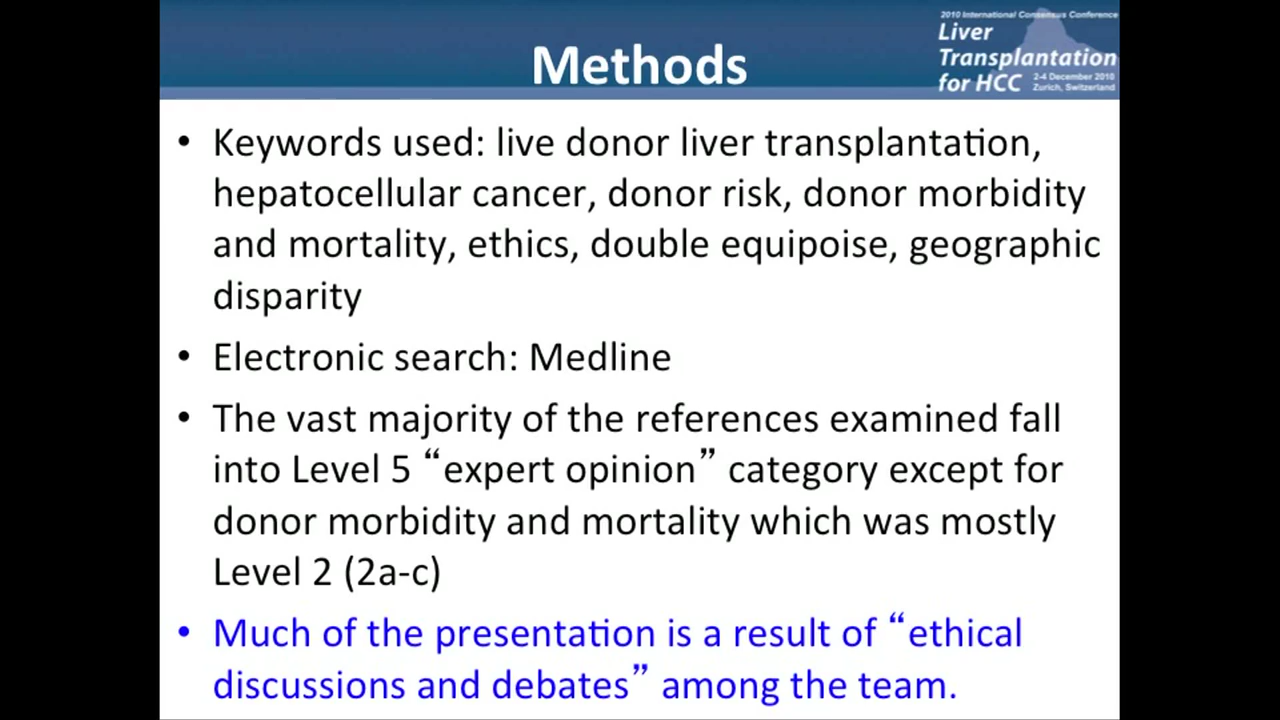 2010 International Consensus Conference
Liver
Transplantation
for HCC
2-4 December 2010
Zurich, Switzerland
Methods
• Keywords used: live donor liver transplantation,
hepatocellular cancer, donor risk, donor morbidity
and mortality, ethics, double equipoise, geographic
disparity
• Electronic search: Medline
• The vast majority of the references examined fall
into Level 5 “expert opinion” category except for
donor morbidity and mortality which was mostly
Level 2 (2a-c)
• Much of the presentation is a result of “ethical
discussions and debates” among the team.